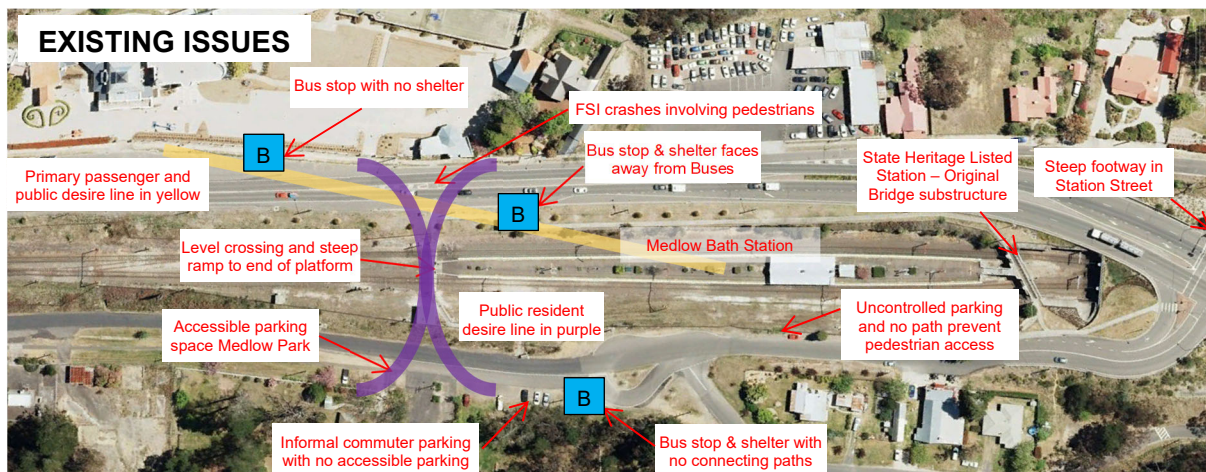 EXISTING ISSUES
Bus stop with no shelter
FSI crashes involving pedestrians
B
Bus stop & shelter faces
away from Buses
State Heritage Listed
Station – Original
Bridge substructure
Steep footway in
Station Street
Primary passenger and
public desire line in yellow
B
Level crossing and steep
ramp to end of platform
Medlow Bath Station
Public resident
desire line in purple
Uncontrolled parking
and no path prevent
pedestrian access
Accessible parking
space Medlow Park
B
Informal commuter parking
with no accessible parking
Bus stop & shelter with
no connecting paths